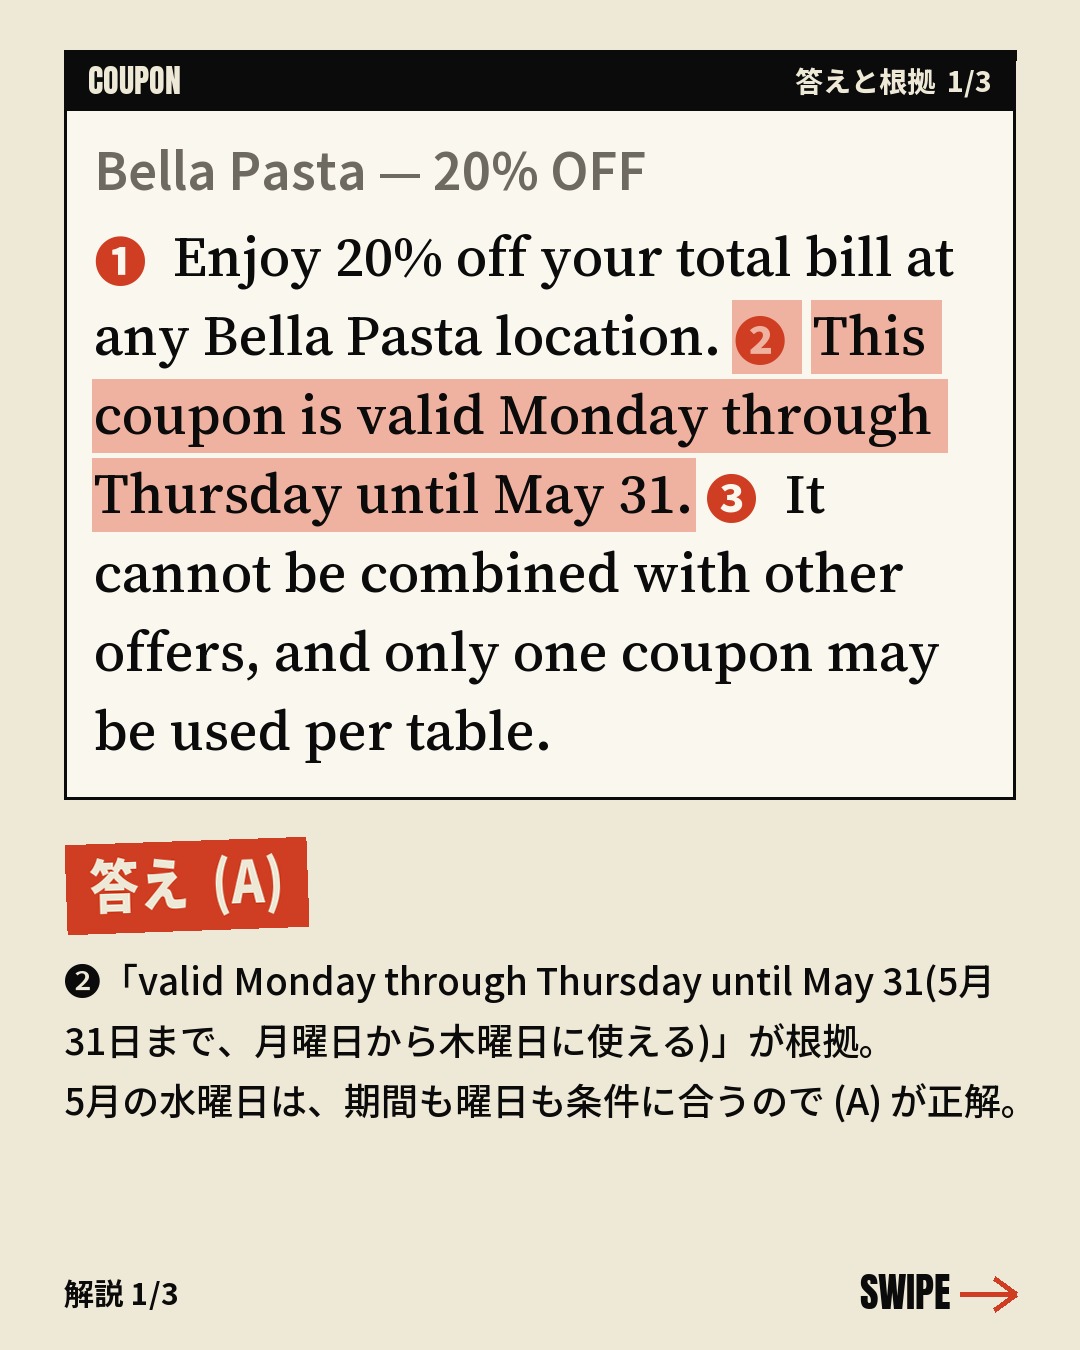 COUPON
答えと根拠 1/3
Bella Pasta — 20% OFF
❶ Enjoy 20% off your total bill at
any Bella Pasta location. ❷ This
coupon is valid Monday through
Thursday until May 31. ❸ It
cannot be combined with other
offers, and only one coupon may
be used per table.
答え (A)
❷「valid Monday through Thursday until May 31(5月
31日まで、月曜日から木曜日に使える)」が根拠。
5月の水曜日は、期間も曜日も条件に合うので (A) が正解。
解説 1/3
SWIPE →